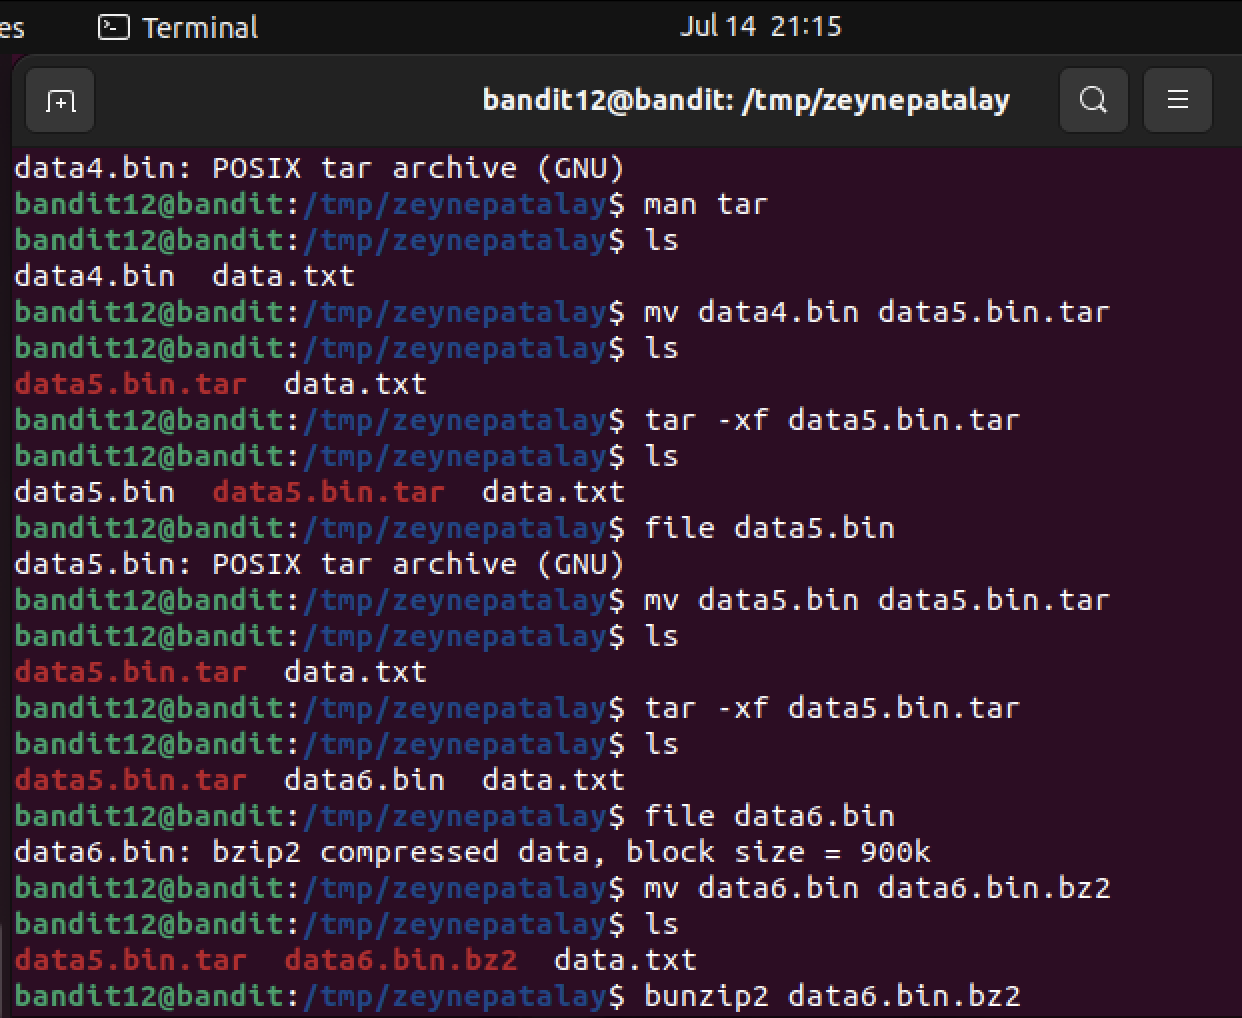 es Terminal Jul 14 21:15
bandit12@bandit: /tmp/zeynepatalay
data4.bin: POSIX tar archive (GNU)
bandit12@bandit:/tmp/zeynepatalay$ man tar
bandit12@bandit:/tmp/zeynepatalay$ ls
data4.bin  data.txt
bandit12@bandit:/tmp/zeynepatalay$ mv data4.bin data5.bin.tar
bandit12@bandit:/tmp/zeynepatalay$ ls
data5.bin.tar  data.txt
bandit12@bandit:/tmp/zeynepatalay$ tar -xf data5.bin.tar
bandit12@bandit:/tmp/zeynepatalay$ ls
data5.bin  data5.bin.tar  data.txt
bandit12@bandit:/tmp/zeynepatalay$ file data5.bin
data5.bin: POSIX tar archive (GNU)
bandit12@bandit:/tmp/zeynepatalay$ mv data5.bin data5.bin.tar
bandit12@bandit:/tmp/zeynepatalay$ ls
data5.bin.tar  data.txt
bandit12@bandit:/tmp/zeynepatalay$ tar -xf data5.bin.tar
bandit12@bandit:/tmp/zeynepatalay$ ls
data5.bin.tar  data6.bin  data.txt
bandit12@bandit:/tmp/zeynepatalay$ file data6.bin
data6.bin: bzip2 compressed data, block size = 900k
bandit12@bandit:/tmp/zeynepatalay$ mv data6.bin data6.bin.bz2
bandit12@bandit:/tmp/zeynepatalay$ ls
data5.bin.tar  data6.bin.bz2  data.txt
bandit12@bandit:/tmp/zeynepatalay$ bunzip2 data6.bin.bz2